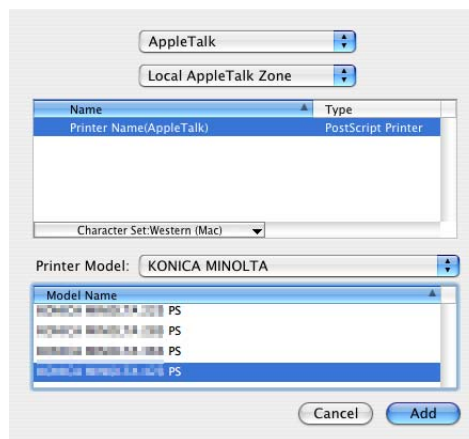 AppleTalk
Local AppleTalk Zone
Name Type
Printer Name(AppleTalk) PostScript Printer
Character Set:Western (Mac)
Printer Model: KONICA MINOLTA
Model Name
PS
PS
PS
PS
Cancel Add